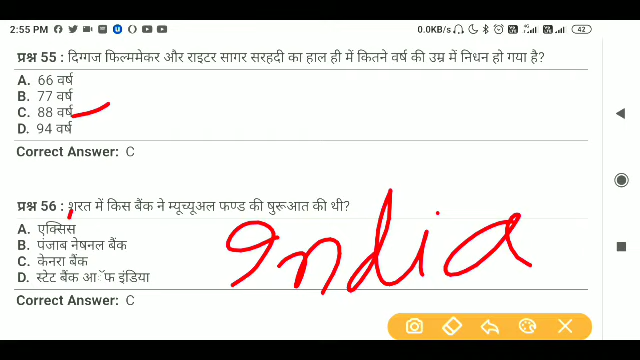 2:55 PM 0.0KB/s 42
प्रश्न 55 : दिग्गज फिल्ममेकर और राइटर सागर सरहदी का हाल ही में कितने वर्ष की उम्र में निधन हो गया है?
A. 66 वर्ष
B. 77 वर्ष
C. 88 वर्ष
D. 94 वर्ष
Correct Answer: C
प्रश्न 56 : शरत में किस बैंक ने म्यूच्यूअल फण्ड की षुरूआत की थी?
A. एक्सिस
B. पंजाब नेषनल बैंक
C. केनरा बैंक
D. स्टेट बैंक आॅफ इंडिया
India
Correct Answer: C